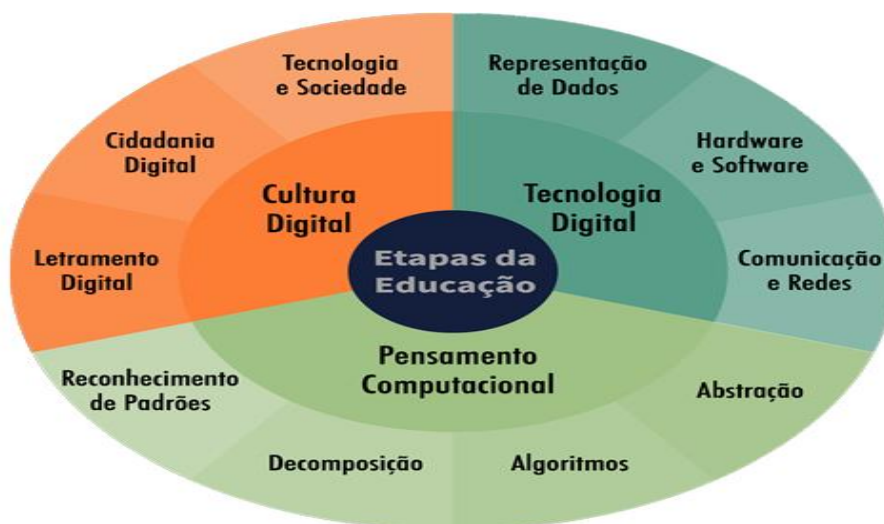 Tecnologia
e Sociedade
Representação
de Dados
Cidadania
Digital
Hardware
e Software
Cultura
Digital
Tecnologia
Digital
Letramento
Digital
Etapas da
Educação
Comunicação
e Redes
Pensamento
Computacional
Reconhecimento
de Padrões
Abstração
Decomposição
Algoritmos